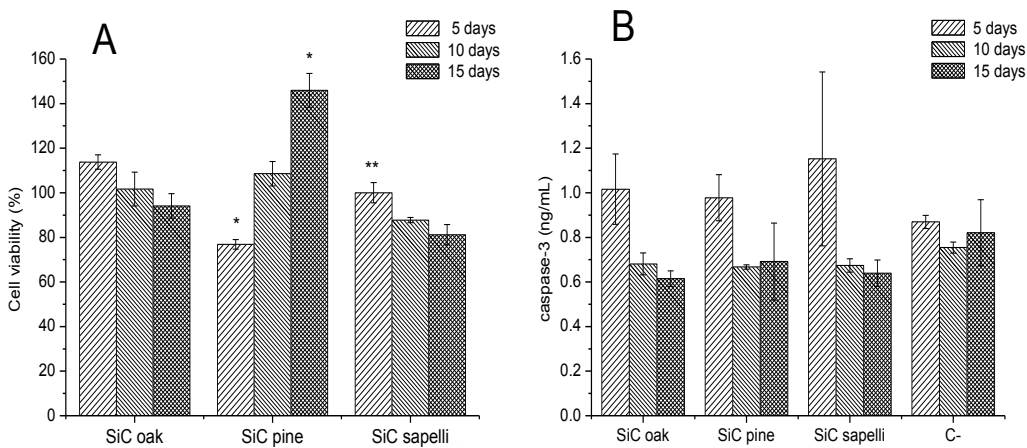 A
5 days
10 days
15 days
160
140
120
100
80
60
40
20
0
Cell viability (%)
*
*
**
SiC oak
SiC pine
SiC sapelli
B
5 days
10 days
15 days
1.6
1.4
1.2
1.0
0.8
0.6
0.4
0.2
0.0
caspase-3 (ng/mL)
SiC oak
SiC pine
SiC sapelli
C-